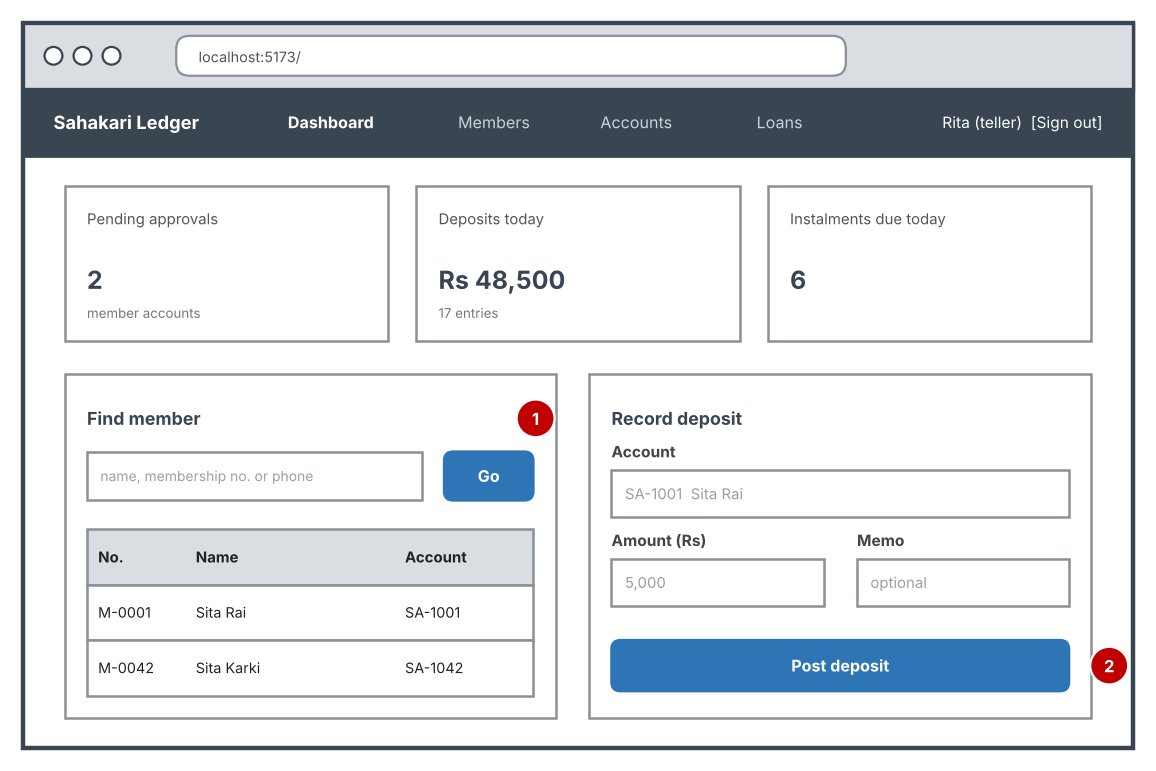 localhost:5173/
Sahakari Ledger Dashboard Members Accounts Loans Rita (teller) [Sign out]
Pending approvals
2
member accounts
Deposits today
Rs 48,500
17 entries
Instalments due today
6
Find member 1
name, membership no. or phone Go
No. Name Account
M-0001 Sita Rai SA-1001
M-0042 Sita Karki SA-1042
Record deposit
Account
SA-1001 Sita Rai
Amount (Rs) Memo
5,000 optional
Post deposit 2